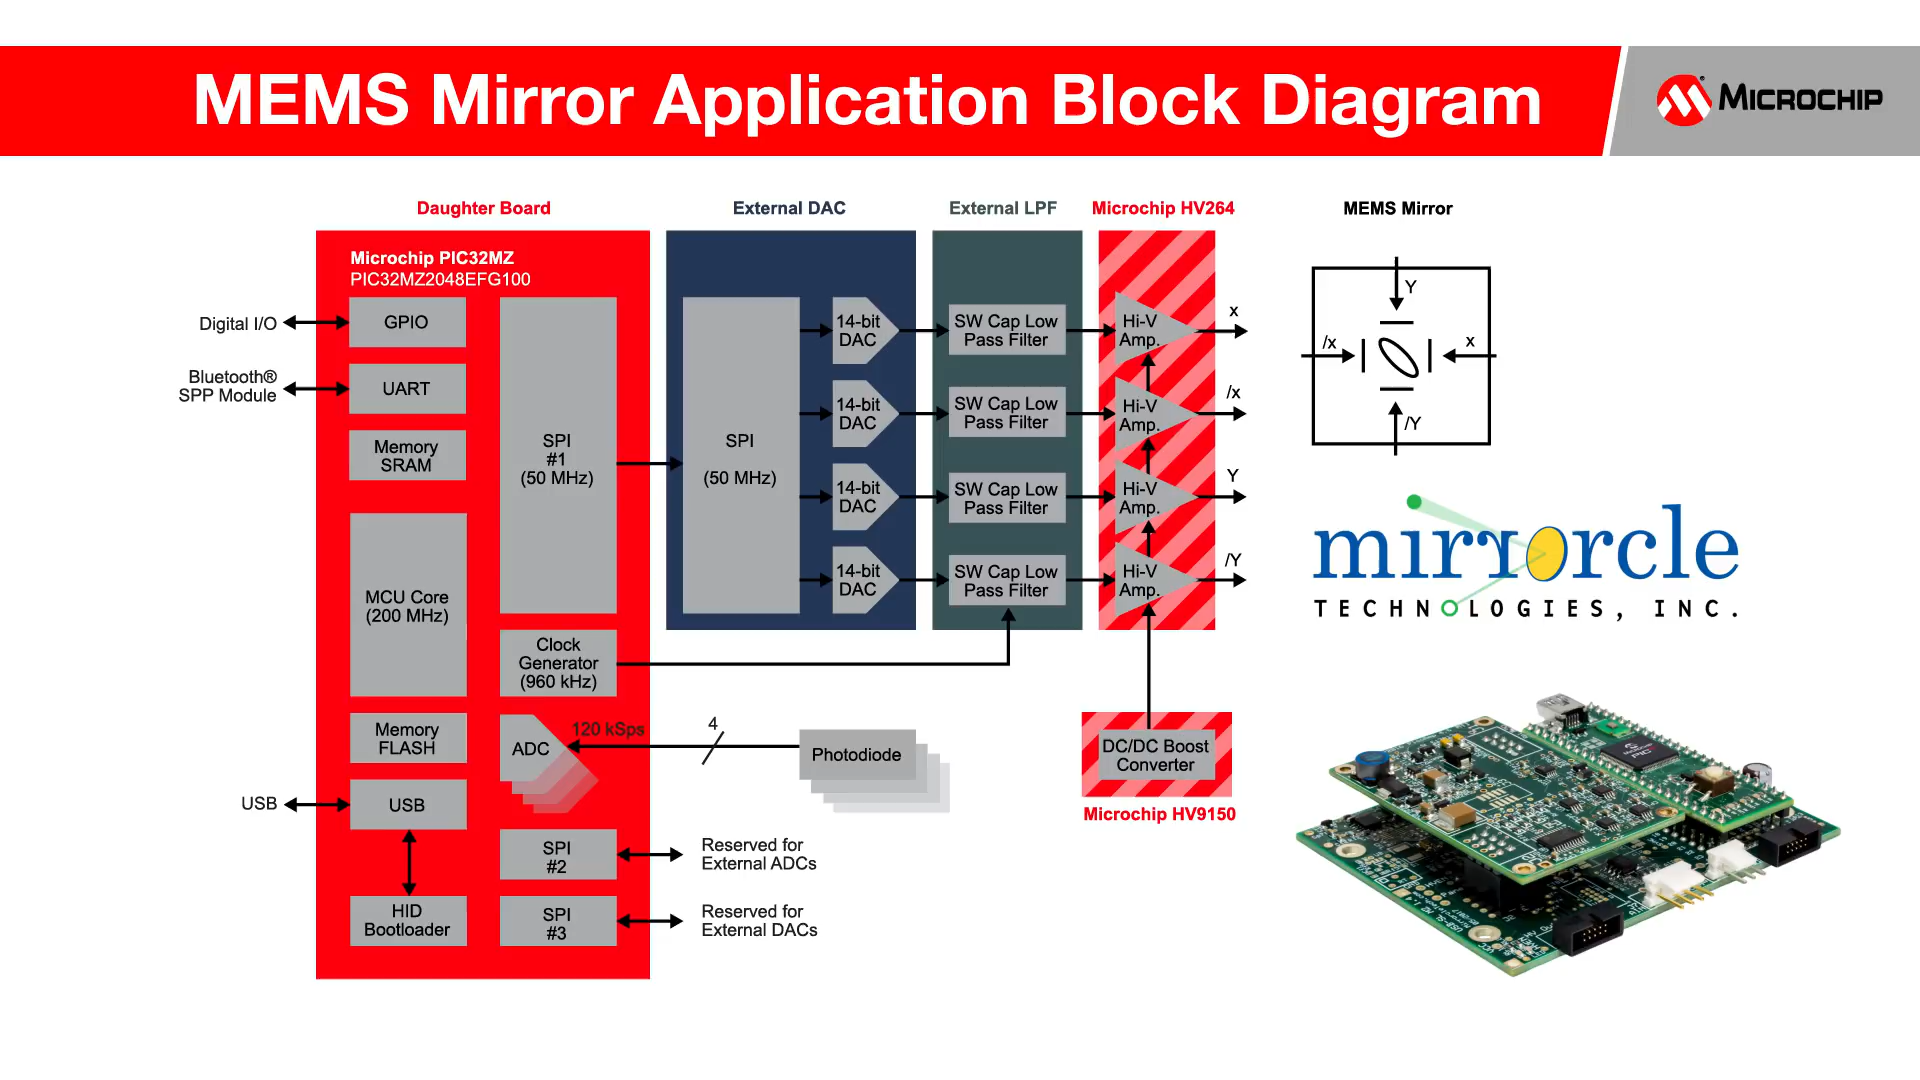 MEMS Mirror Application Block Diagram
MICROCHIP
Daughter Board
External DAC
External LPF
Microchip HV264
MEMS Mirror
Microchip PIC32MZ
PIC32MZ2048EFG100
Digital I/O
GPIO
Bluetooth®
SPP Module
UART
Memory
SRAM
MCU Core
(200 MHz)
Memory
FLASH
USB
USB
HID
Bootloader
SPI
#1
(50 MHz)
Clock
Generator
(960 kHz)
ADC
120 kSps
4
Photodiode
SPI
#2
Reserved for
External ADCs
SPI
#3
Reserved for
External DACs
SPI
(50 MHz)
14-bit
DAC
14-bit
DAC
14-bit
DAC
14-bit
DAC
SW Cap Low
Pass Filter
SW Cap Low
Pass Filter
SW Cap Low
Pass Filter
SW Cap Low
Pass Filter
Hi-V
Amp.
Hi-V
Amp.
Hi-V
Amp.
Hi-V
Amp.
x
/x
Y
/Y
DC/DC Boost
Converter
Microchip HV9150
Y
/x
x
/Y
mirrorcle
TECHNOLOGIES, INC.